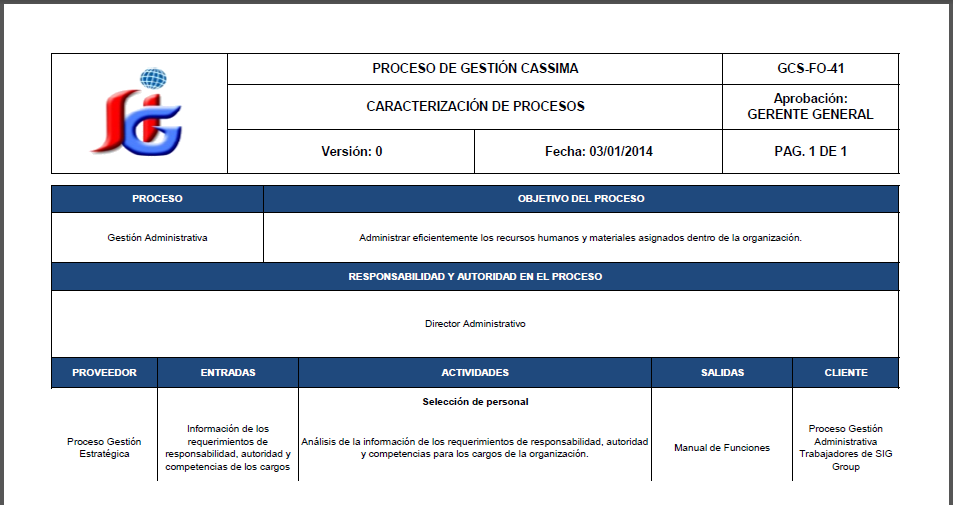 PROCESO DE GESTIÓN CASSIMA
GCS-FO-41
CARACTERIZACIÓN DE PROCESOS
Aprobación:
GERENTE GENERAL
Versión: 0
Fecha: 03/01/2014
PAG. 1 DE 1
SIG
PROCESO
OBJETIVO DEL PROCESO
Gestión Administrativa
Administrar eficientemente los recursos humanos y materiales asignados dentro de la organización.
RESPONSABILIDAD Y AUTORIDAD EN EL PROCESO
Director Administrativo
PROVEEDOR
ENTRADAS
ACTIVIDADES
SALIDAS
CLIENTE
Proceso Gestión
Estratégica
Información de los
requerimientos de
responsabilidad, autoridad y
competencias de los cargos
Selección de personal
Análisis de la información de los requerimientos de responsabilidad, autoridad
y competencias para los cargos de la organización.
Manual de Funciones
Proceso Gestión
Administrativa
Trabajadores de SIG
Group